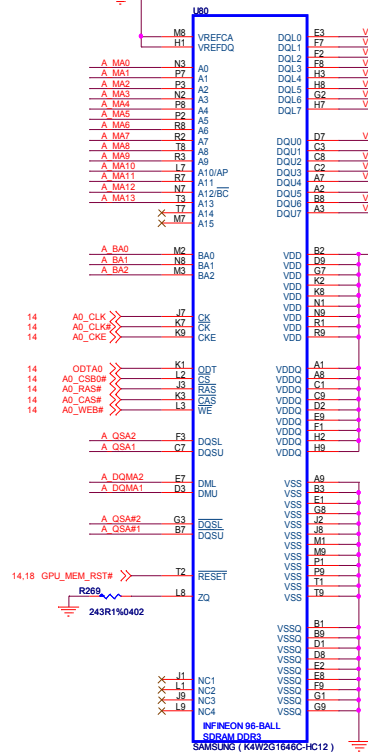 U80
M8 VREFCA E3 DQL0
H1 VREFDQ F7 DQL1
F2 DQL2
A_MA0 N3 A0 F8 DQL3
A_MA1 P7 A1 H3 DQL4
A_MA2 P3 A2 H8 DQL5
A_MA3 N2 A3 G2 DQL6
A_MA4 P8 A4 H7 DQL7
A_MA5 P2 A5
A_MA6 R8 A6
A_MA7 R2 A7 D7 DQU0
A_MA8 T8 A8 C3 DQU1
A_MA9 R3 A9 C8 DQU2
A_MA10 L7 A10/AP C2 DQU3
A_MA11 R7 A11 A7 DQU4
A_MA12 N7 A12/BC A2 DQU5
A_MA13 T3 A13 B8 DQU6
T7 A14 A3 DQU7
M7 A15
A_BA0 M2 BA0 VDD B2
A_BA1 N8 BA1 VDD D9
A_BA2 M3 BA2 VDD G7
VDD K2
VDD K8
VDD N1
14 A0_CLK J7 CK VDD N9
14 A0_CLK# K7 CK VDD R1
14 A0_CKE K9 CKE VDD R9
14 ODTA0 K1 ODT VDDQ A1
14 A0_CSB0# L2 CS VDDQ A8
14 A0_RAS# J3 RAS VDDQ C1
14 A0_CAS# K3 CAS VDDQ C9
14 A0_WEB# L3 WE VDDQ D2
VDDQ E9
VDDQ F1
A_QSA2 F3 DQSL VDDQ H2
A_QSA1 C7 DQSU VDDQ H9
A_DQMA2 E7 DML VSS A9
A_DQMA1 D3 DMU VSS B3
VSS E1
VSS G8
A_QSA#2 G3 DQSL VSS J2
A_QSA#1 B7 DQSU VSS J8
VSS M1
VSS M9
VSS P1
14,18 GPU_MEM_RST# T2 RESET VSS P9
VSS T1
R269 L8 ZQ VSS T9
243R1%0402
VSSQ B1
VSSQ B9
VSSQ D1
VSSQ D8
VSSQ E2
J1 NC1 VSSQ E8
L1 NC2 VSSQ F9
J9 NC3 VSSQ G1
L9 NC4 VSSQ G9
INFINEON 96-BALL
SDRAM DDR3
SAMSUNG ( K4W2G1646C-HC12 )